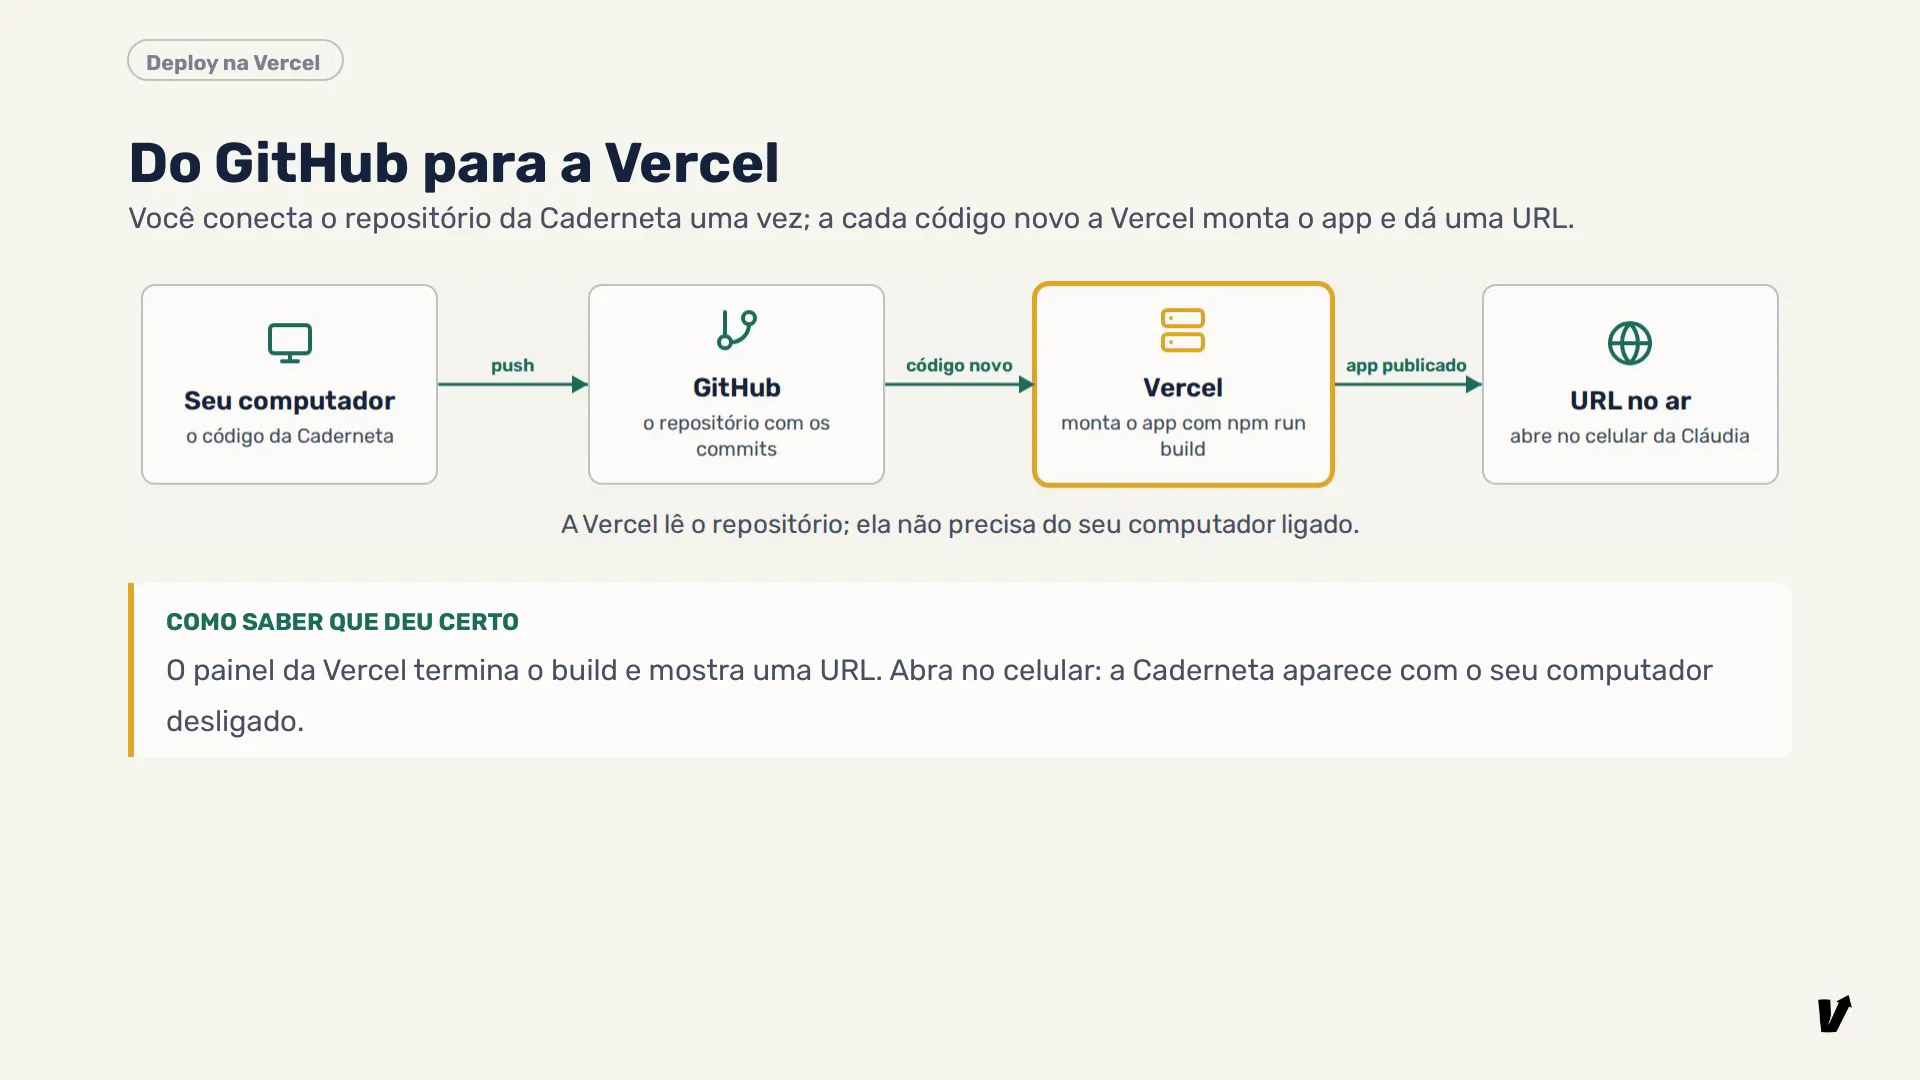 Deploy na Vercel
Do GitHub para a Vercel
Você conecta o repositório da Caderneta uma vez; a cada código novo a Vercel monta o app e dá uma URL.
Seu computador
o código da Caderneta
push
GitHub
o repositório com os
commits
código novo
Vercel
monta o app com npm run
build
app publicado
URL no ar
abre no celular da Cláudia
A Vercel lê o repositório; ela não precisa do seu computador ligado.
COMO SABER QUE DEU CERTO
O painel da Vercel termina o build e mostra uma URL. Abra no celular: a Caderneta aparece com o seu computador
desligado.